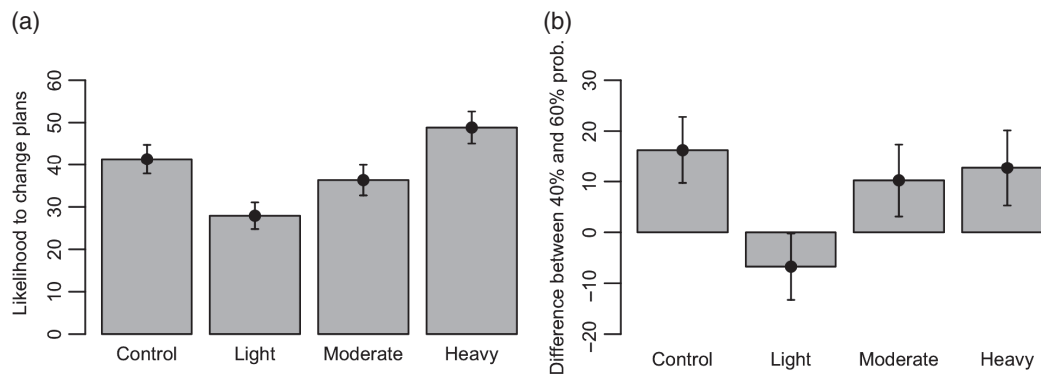 (a)
Likelihood to change plans
60
50
40
30
20
10
0
Control Light Moderate Heavy
(b)
Difference between 40% and 60% prob.
30
20
10
0
−10
−20
Control Light Moderate Heavy